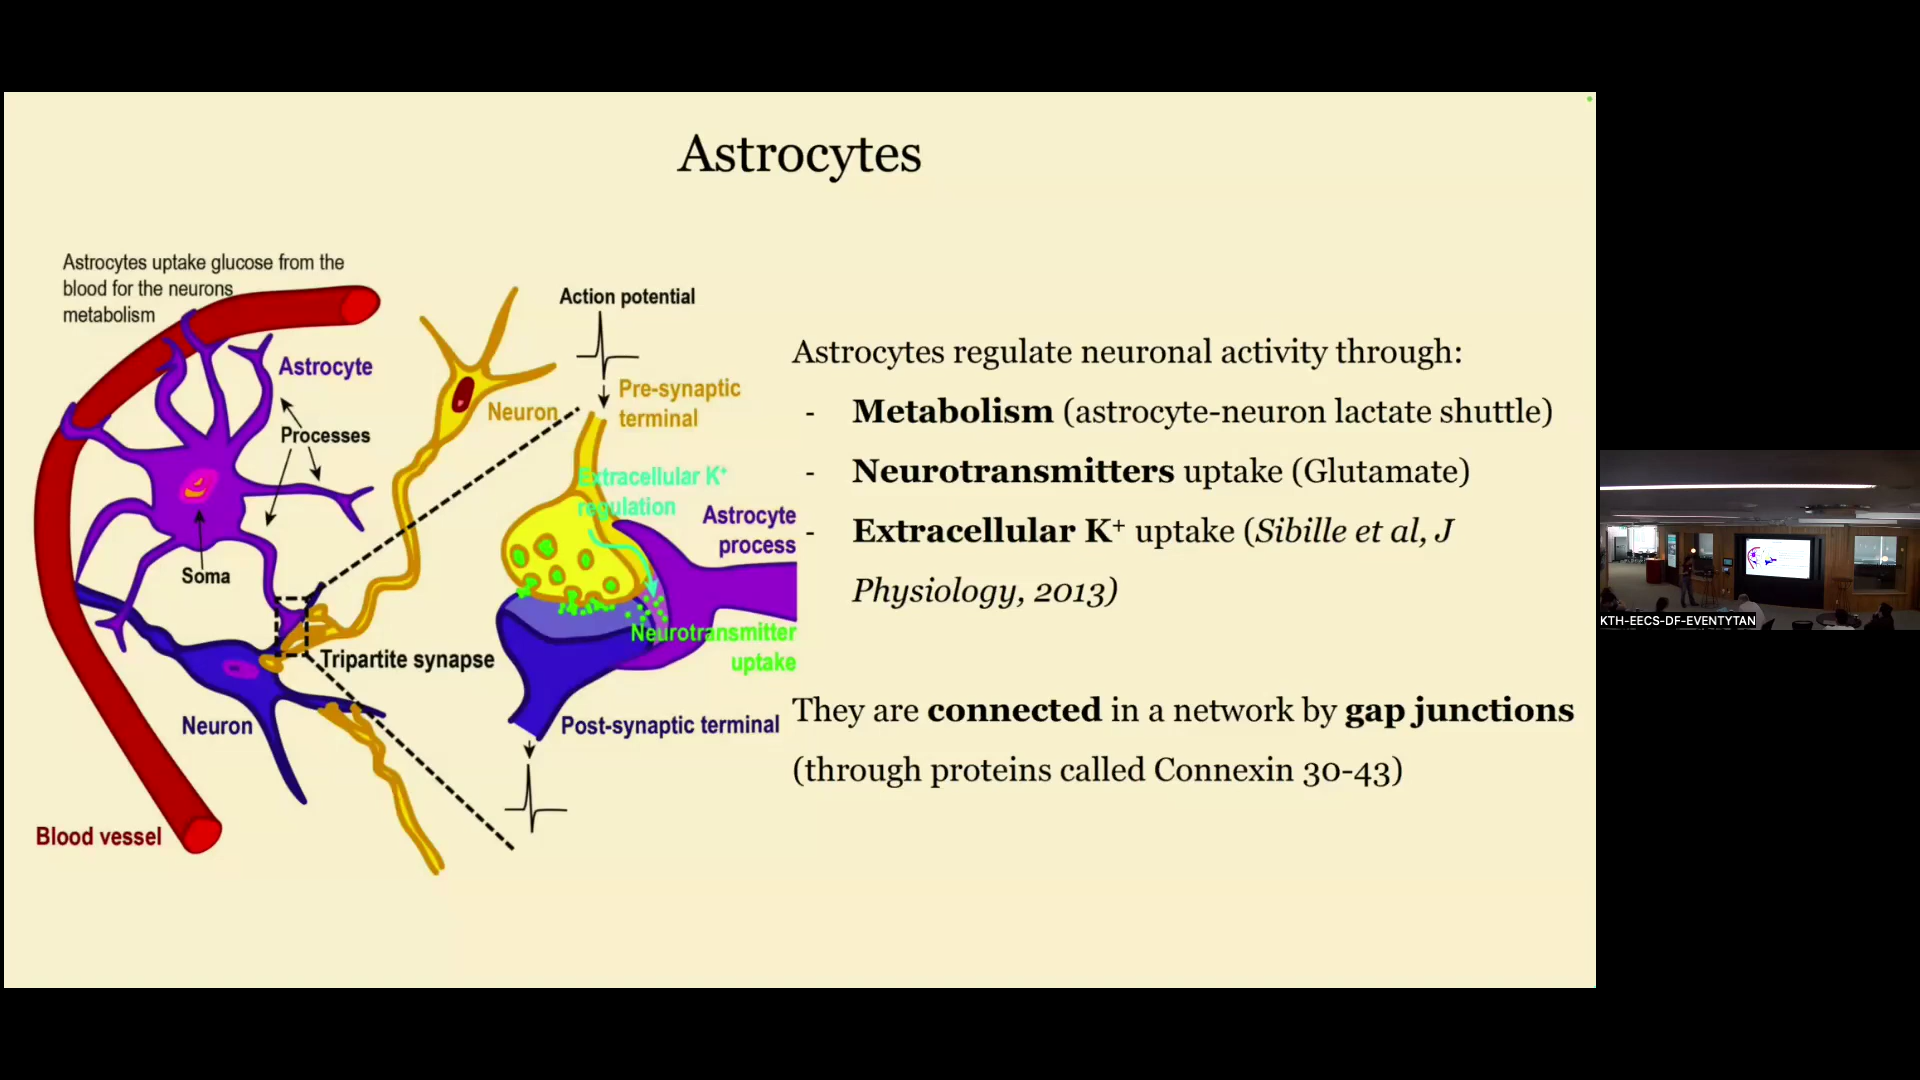 Astrocytes
Astrocytes uptake glucose from the
blood for the neurons
metabolism
Astrocyte
Processes
Soma
Neuron
Blood vessel
Tripartite synapse
Neuron
Action potential
Pre-synaptic
terminal
Extracellular K⁺
regulation
Astrocyte
process
Neurotransmitter
uptake
Post-synaptic terminal
Astrocytes regulate neuronal activity through:
- Metabolism (astrocyte-neuron lactate shuttle)
- Neurotransmitters uptake (Glutamate)
- Extracellular K⁺ uptake (Sibille et al, J
Physiology, 2013)
They are connected in a network by gap junctions
(through proteins called Connexin 30-43)
KTH-EECS-DF-EVENTYTAN